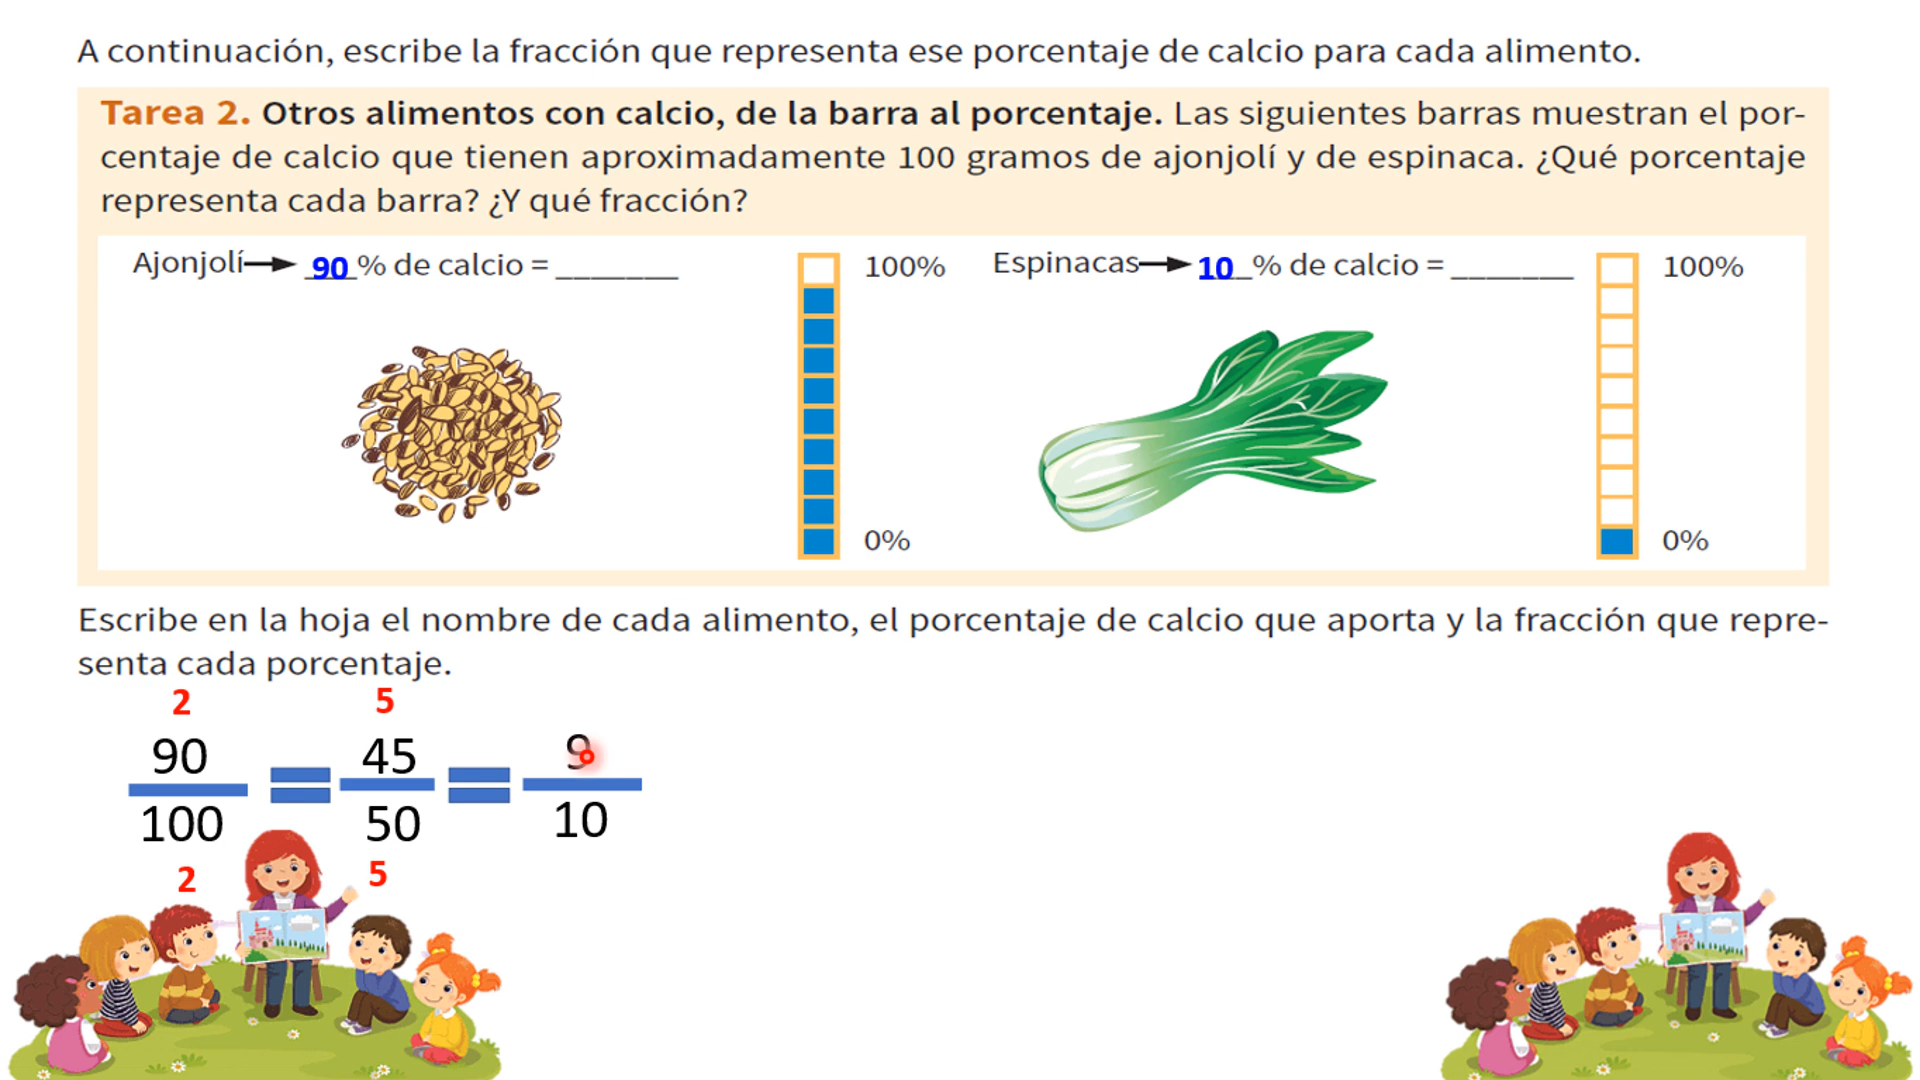 A continuación, escribe la fracción que representa ese porcentaje de calcio para cada alimento.
Tarea 2. Otros alimentos con calcio, de la barra al porcentaje. Las siguientes barras muestran el por-
centaje de calcio que tienen aproximadamente 100 gramos de ajonjolí y de espinaca. ¿Qué porcentaje
representa cada barra? ¿Y qué fracción?
Ajonjolí 90 % de calcio = _______
100%
0%
Espinacas 10 _% de calcio = _______
100%
0%
Escribe en la hoja el nombre de cada alimento, el porcentaje de calcio que aporta y la fracción que repre-
senta cada porcentaje.
2 5
90 = 45 = 9
100 50 10
2 5